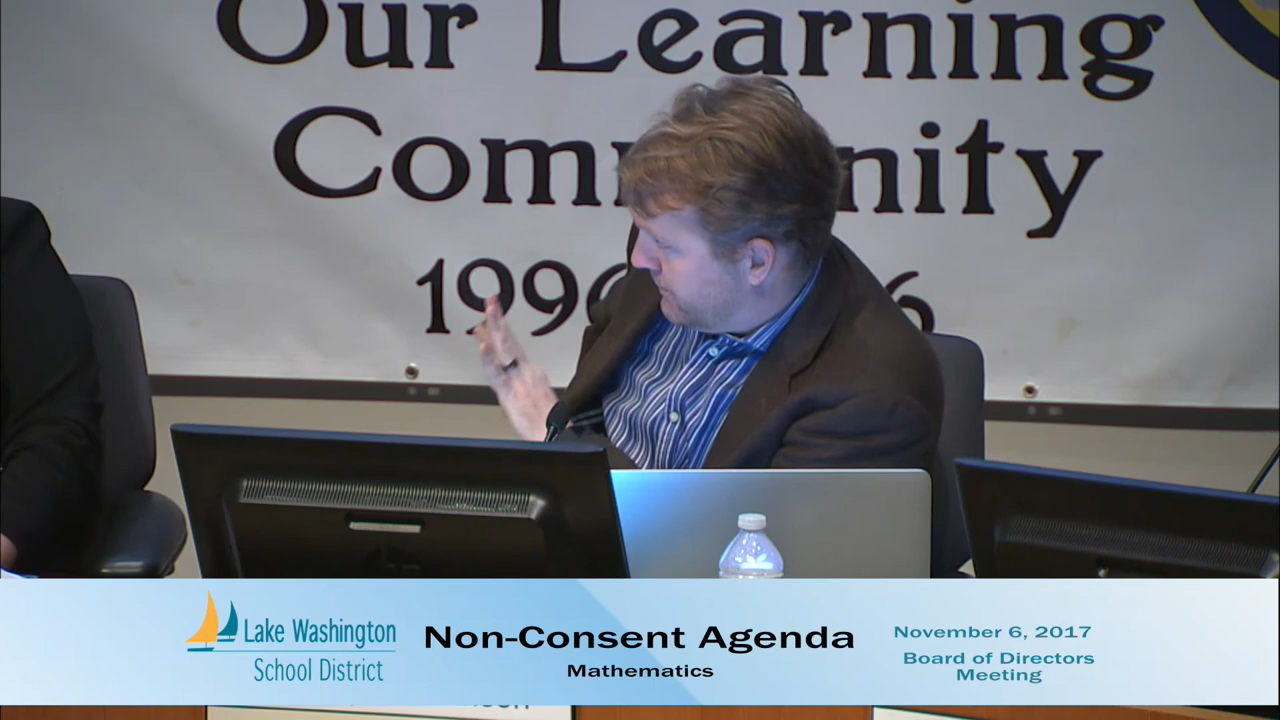 Our Learning
Com nity
199 6
Lake Washington
School District
Non-Consent Agenda
Mathematics
November 6, 2017
Board of Directors
Meeting